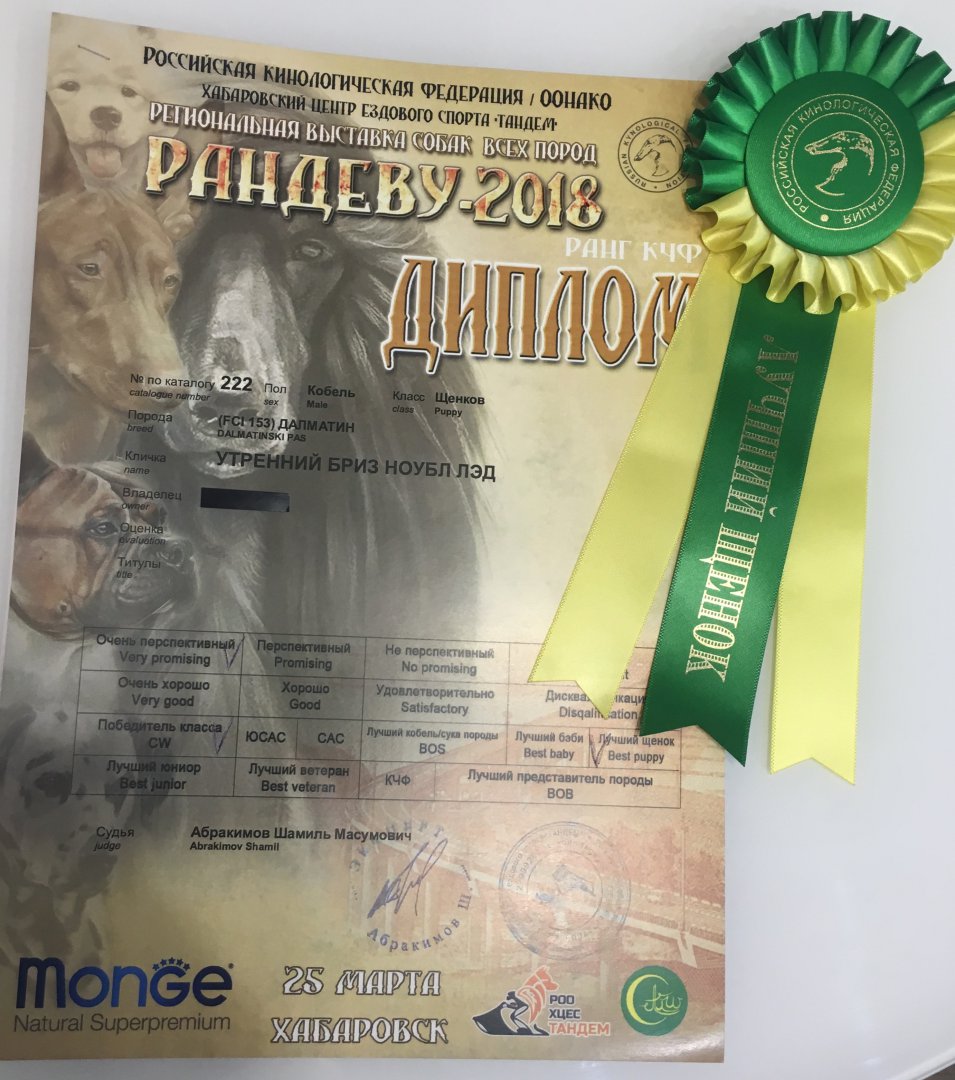 РОССИЙСКАЯ КИНОЛОГИЧЕСКАЯ ФЕДЕРАЦИЯ / ООНАКО
ХАБАРОВСКИЙ ЦЕНТР ЕЗДОВОГО СПОРТА "ТАНДЕМ"
РЕГИОНАЛЬНАЯ ВЫСТАВКА СОБАК ВСЕХ ПОРОД
РАНДЕВУ-2018
RUSSIAN KYNOLOGICAL
РАНГ КЧФ
ДИПЛОМ
РОССИЙСКАЯ КИНОЛОГИЧЕСКАЯ ФЕДЕРАЦИЯ
ЛУЧШИЙ ЩЕНОК
№ по каталогу 222 Пол Кобель Класс Щенков
catalogue number sex Male class Puppy
Порода (FCI 153) ДАЛМАТИН
breed DALMATINSKI PAS
Кличка УТРЕННИЙ БРИЗ НОУБЛ ЛЭД
name
Владелец
owner
Оценка
evaluation
Титулы
title
Очень перспективный Перспективный Не перспективный
Very promising Promising No promising
Очень хорошо Хорошо Удовлетворительно
Very good Good Satisfactory
Победитель класса ЮСАС САС Лучший кобель/сука породы Лучший бэби Лучший щенок
CW BOS Best baby Best puppy
Лучший юниор Лучший ветеран КЧФ Лучший представитель породы
Best junior Best veteran BOB
Судья Абракимов Шамиль Масумович
judge Abrakimov Shamil
ЭКСПЕРТ
Абракимов Ш.
Monge
Natural Superpremium
25 МАРТА
ХАБАРОВСК
РОО
ХЦЕС
ТАНДЕМ